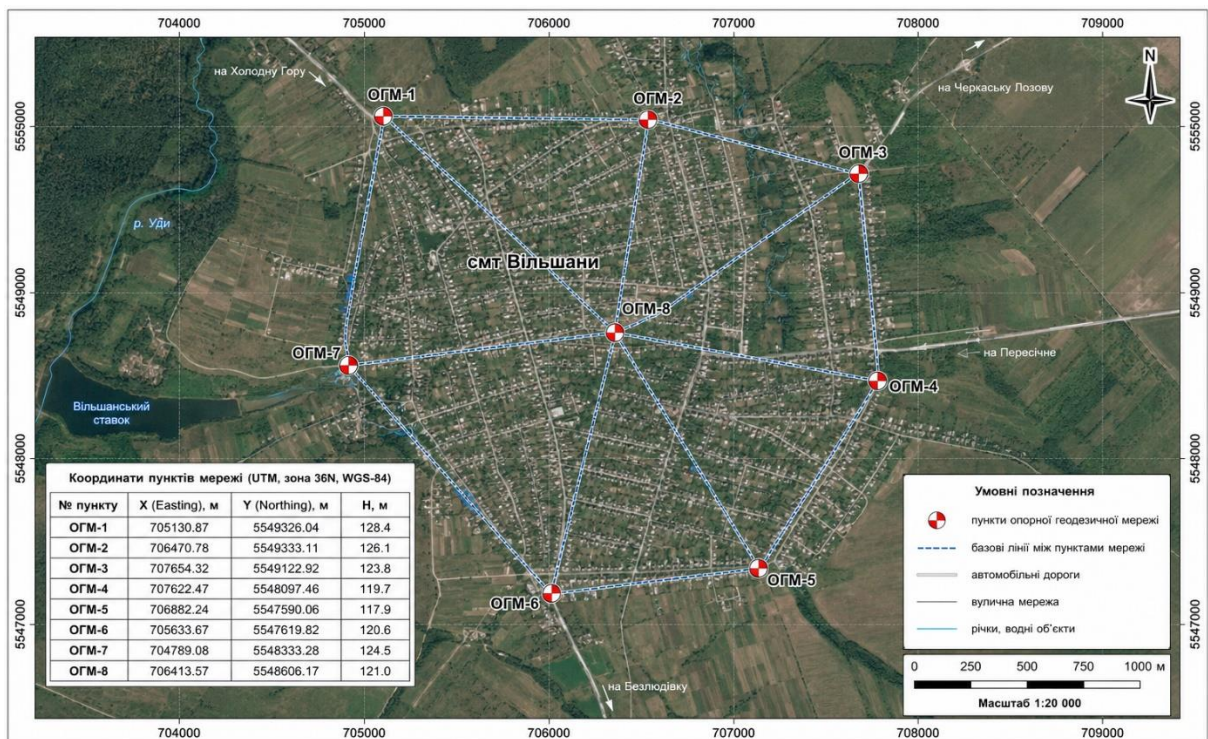 704000 705000 706000 707000 708000 709000
N
на Холодну Гору
ОГМ-1
ОГМ-2
на Черкаську Лозову
5555000 5555000
ОГМ-3
р. Уди
смт Вільшани
5549000 5549000
ОГМ-8
ОГМ-7
на Пересічне
ОГМ-4
Вільшанський
ставок
5548000 5548000
Координати пунктів мережі (UTM, зона 36N, WGS-84)
№ пункту X (Easting), м Y (Northing), м H, м
ОГМ-1 705130.87 5549326.04 128.4
ОГМ-2 706470.78 5549333.11 126.1
ОГМ-3 707654.32 5549122.92 123.8
ОГМ-4 707622.47 5548097.46 119.7
ОГМ-5 706882.24 5547590.06 117.9
ОГМ-6 705633.67 5547619.82 120.6
ОГМ-7 704789.08 5548333.28 124.5
ОГМ-8 706413.57 5548606.17 121.0
ОГМ-5
ОГМ-6
на Безлюдівку
Умовні позначення
пункти опорної геодезичної мережі
базові лінії між пунктами мережі
автомобільні дороги
вулична мережа
річки, водні об'єкти
5547000 5547000
0 250 500 750 1000 м
Масштаб 1:20 000
704000 705000 706000 707000 708000 709000